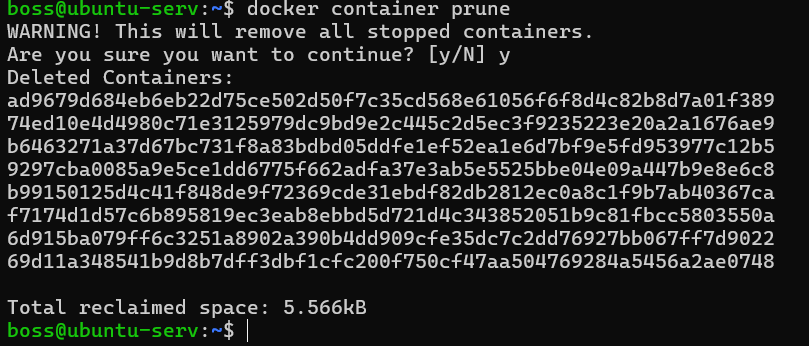 boss@ubuntu-serv:~$ docker container prune
WARNING! This will remove all stopped containers.
Are you sure you want to continue? [y/N] y
Deleted Containers:
ad9679d684eb6eb22d75ce502d50f7c35cd568e61056f6f8d4c82b8d7a01f389
74ed10e4d4980c71e3125979dc9bd9e2c445c2d5ec3f9235223e20a2a1676ae9
b6463271a37d67bc731f8a83bdbd05ddfe1ef52ea1e6d7bf9e5fd953977c12b5
9297cba0085a9e5ce1dd6775f662adfa37e3ab5e5525bbe04e09a447b9e8e6c8
b99150125d4c41f848de9f72369cde31ebdf82db2812ec0a8c1f9b7ab40367ca
f7174d1d57c6b895819ec3eab8ebbd5d721d4c343852051b9c81fbcc5803550a
6d915ba079ff6c3251a8902a390b4dd909cfe35dc7c2dd76927bb067ff7d9022
69d11a348541b9d8b7dff3dbf1cfc200f750cf47aa504769284a5456a2ae0748
Total reclaimed space: 5.566kB
boss@ubuntu-serv:~$